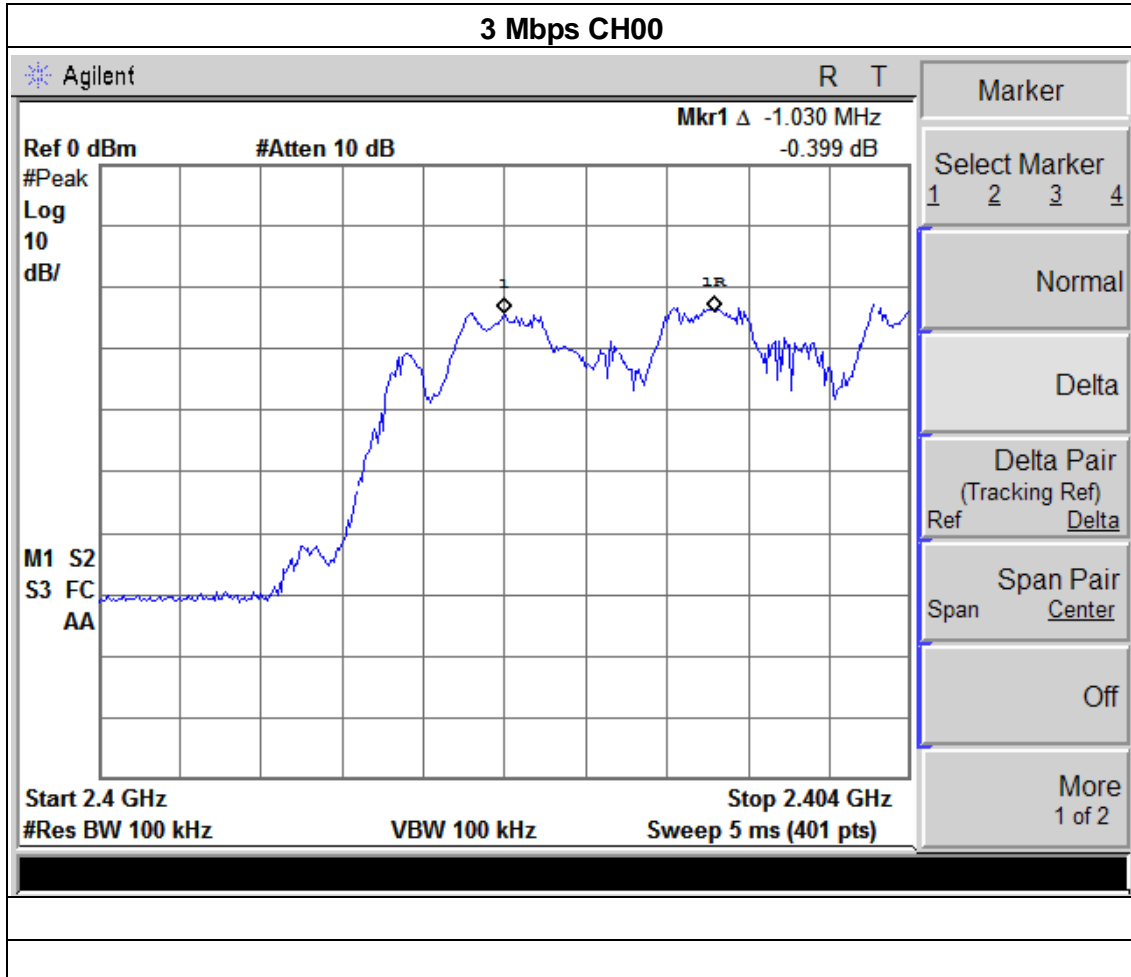 3 Mbps CH00
Agilent R T
Mkr1 Δ -1.030 MHz
Ref 0 dBm #Atten 10 dB -0.399 dB
#Peak
Log
10
dB/
1
1R
M1 S2
S3 FC
AA
Start 2.4 GHz Stop 2.404 GHz
#Res BW 100 kHz VBW 100 kHz Sweep 5 ms (401 pts)
Marker
Select Marker
1 2 3 4
Normal
Delta
Delta Pair
(Tracking Ref)
Ref Delta
Span Pair
Span Center
Off
More
1 of 2